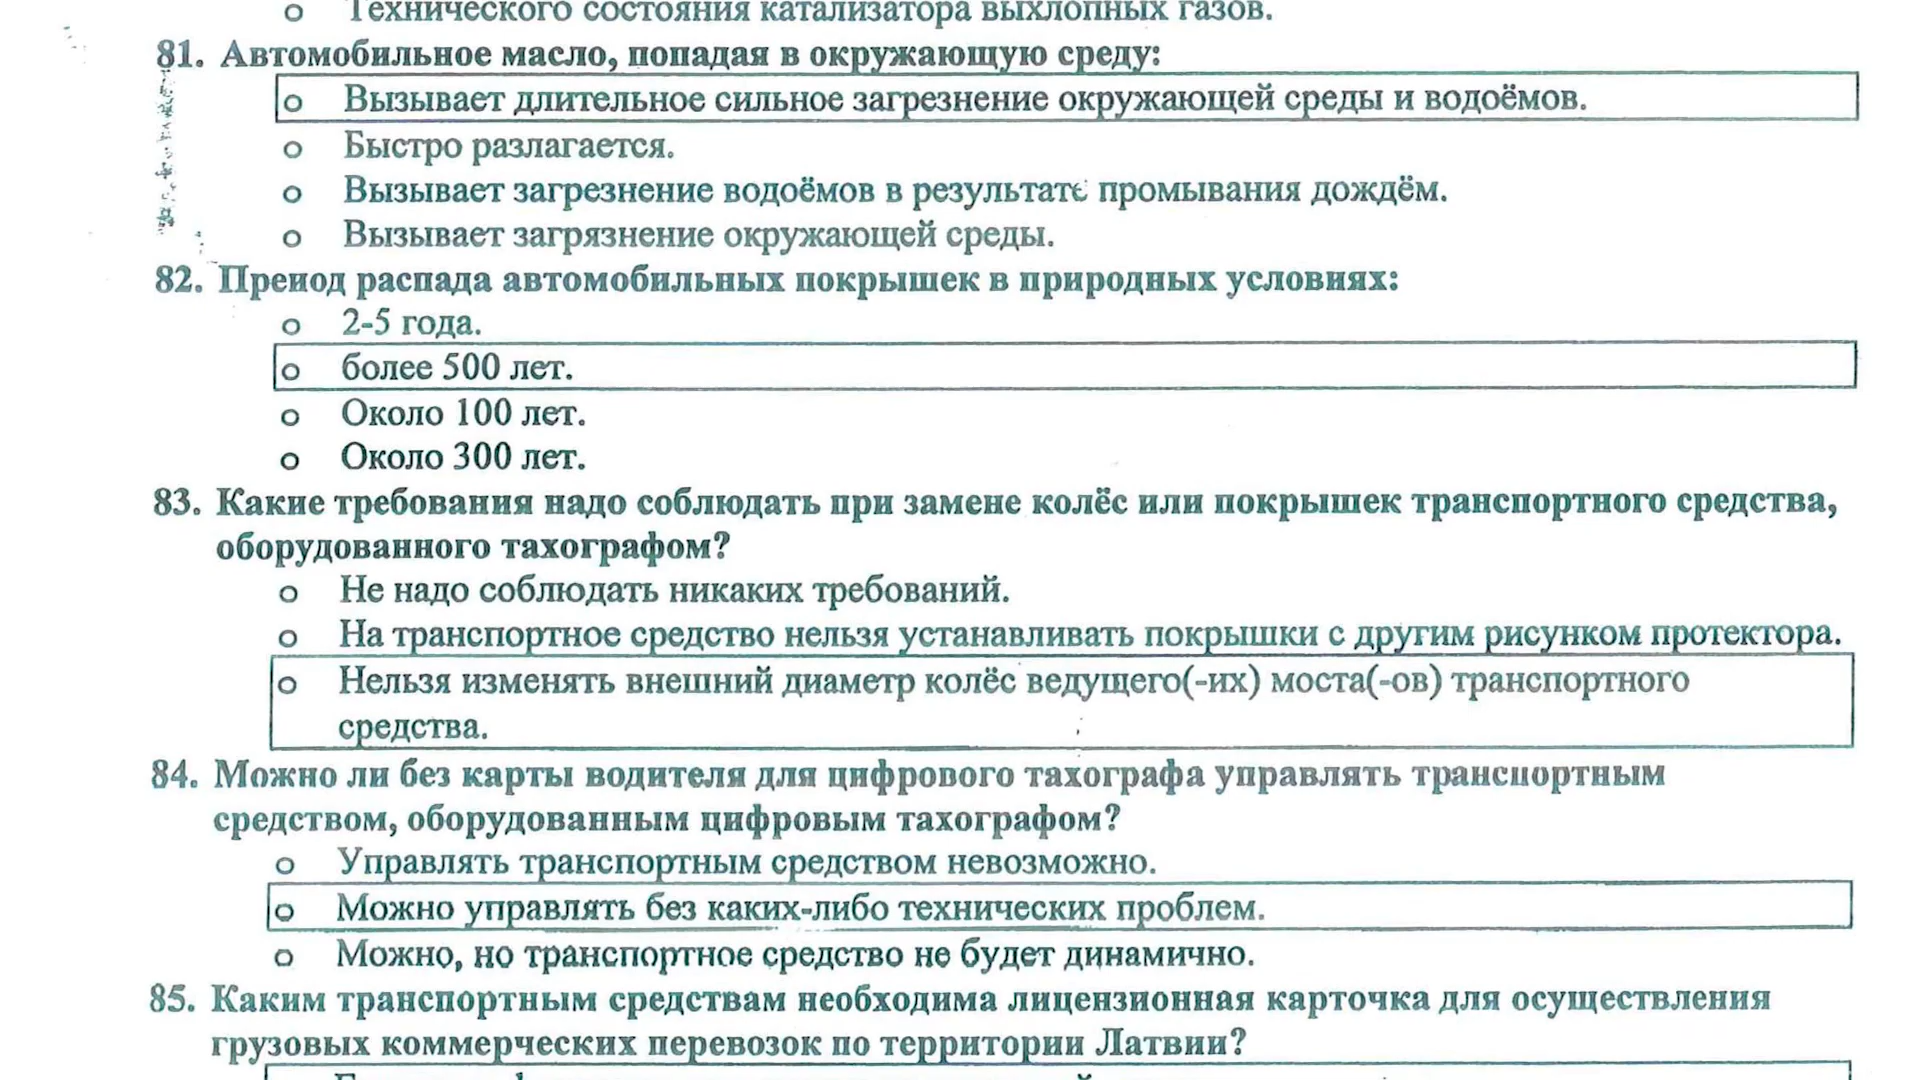 Технического состояния катализатора выхлопных газов.
81. Автомобильное масло, попадая в окружающую среду:
o Вызывает длительное сильное загрезнение окружающей среды и водоёмов.
o Быстро разлагается.
o Вызывает загрезнение водоёмов в результате промывания дождём.
o Вызывает загрязнение окружающей среды.
82. Преиод распада автомобильных покрышек в природных условиях:
o 2-5 года.
o более 500 лет.
o Около 100 лет.
o Около 300 лет.
83. Какие требования надо соблюдать при замене колёс или покрышек транспортного средства,
оборудованного тахографом?
o Не надо соблюдать никаких требований.
o На транспортное средство нельзя устанавливать покрышки с другим рисунком протектора.
o Нельзя изменять внешний диаметр колёс ведущего(-их) моста(-ов) транспортного
средства.
84. Можно ли без карты водителя для цифрового тахографа управлять транспортным
средством, оборудованным цифровым тахографом?
o Управлять транспортным средством невозможно.
o Можно управлять без каких-либо технических проблем.
o Можно, но транспортное средство не будет динамично.
85. Каким транспортным средствам необходима лицензионная карточка для осуществления
грузовых коммерческих перевозок по территории Латвии?